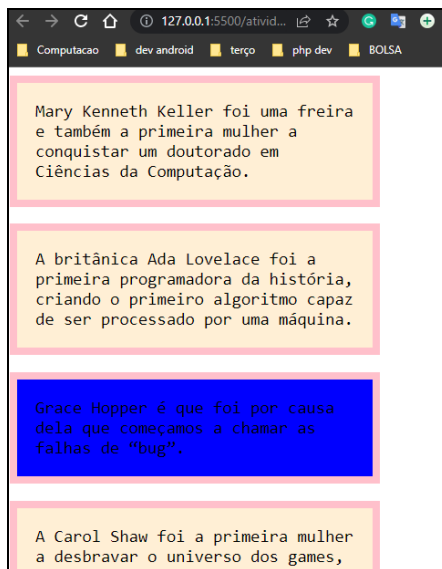 127.0.0.1:5500/ativid...
Computacao dev android terço php dev BOLSA
Mary Kenneth Keller foi uma freira
e também a primeira mulher a
conquistar um doutorado em
Ciências da Computação.
A britânica Ada Lovelace foi a
primeira programadora da história,
criando o primeiro algoritmo capaz
de ser processado por uma máquina.
Grace Hopper é que foi por causa
dela que começamos a chamar as
falhas de “bug”.
A Carol Shaw foi a primeira mulher
a desbravar o universo dos games,